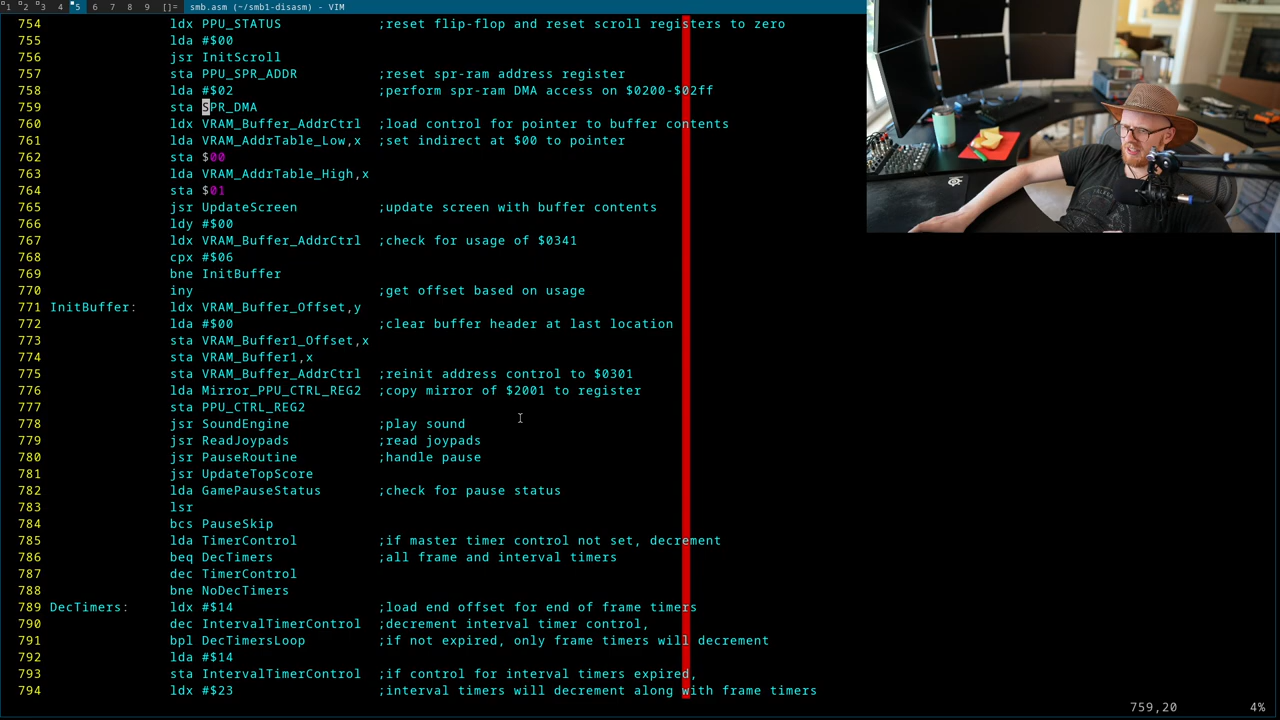 1 2 3 4 5 6 7 8 9 []= smb.asm (~/smb1-disasm) - VIM
754 ldx PPU_STATUS ;reset flip-flop and reset scroll registers to zero
755 lda #$00
756 jsr InitScroll
757 sta PPU_SPR_ADDR ;reset spr-ram address register
758 lda #$02 ;perform spr-ram DMA access on $0200-$02ff
759 sta SPR_DMA
760 ldx VRAM_Buffer_AddrCtrl ;load control for pointer to buffer contents
761 lda VRAM_AddrTable_Low,x ;set indirect at $00 to pointer
762 sta $00
763 lda VRAM_AddrTable_High,x
764 sta $01
765 jsr UpdateScreen ;update screen with buffer contents
766 ldy #$00
767 ldx VRAM_Buffer_AddrCtrl ;check for usage of $0341
768 cpx #$06
769 bne InitBuffer
770 iny ;get offset based on usage
771 InitBuffer: ldx VRAM_Buffer_Offset,y
772 lda #$00 ;clear buffer header at last location
773 sta VRAM_Buffer1_Offset,x
774 sta VRAM_Buffer1,x
775 sta VRAM_Buffer_AddrCtrl ;reinit address control to $0301
776 lda Mirror_PPU_CTRL_REG2 ;copy mirror of $2001 to register
777 sta PPU_CTRL_REG2
778 jsr SoundEngine ;play sound
779 jsr ReadJoypads ;read joypads
780 jsr PauseRoutine ;handle pause
781 jsr UpdateTopScore
782 lda GamePauseStatus ;check for pause status
783 lsr
784 bcs PauseSkip
785 lda TimerControl ;if master timer control not set, decrement
786 beq DecTimers ;all frame and interval timers
787 dec TimerControl
788 bne NoDecTimers
789 DecTimers: ldx #$14 ;load end offset for end of frame timers
790 dec IntervalTimerControl ;decrement interval timer control,
791 bpl DecTimersLoop ;if not expired, only frame timers will decrement
792 lda #$14
793 sta IntervalTimerControl ;if control for interval timers expired,
794 ldx #$23 ;interval timers will decrement along with frame timers
759,20 4%